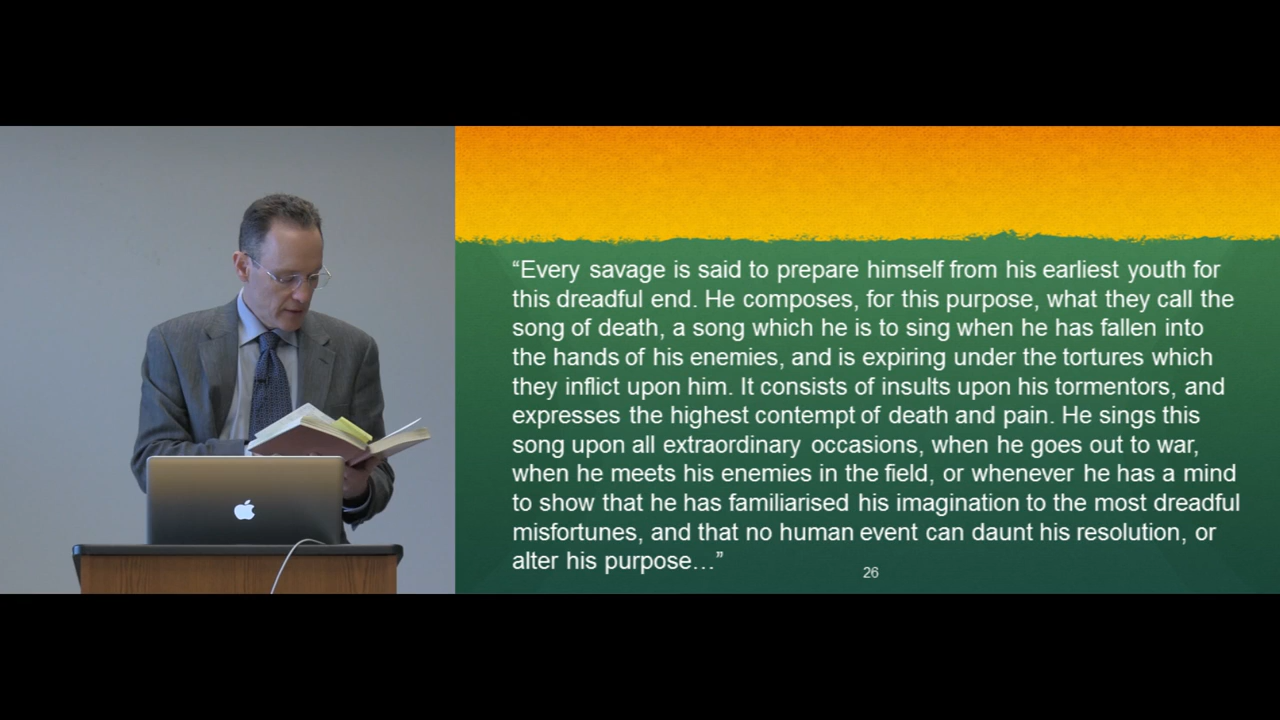 “Every savage is said to prepare himself from his earliest youth for
this dreadful end. He composes, for this purpose, what they call the
song of death, a song which he is to sing when he has fallen into
the hands of his enemies, and is expiring under the tortures which
they inflict upon him. It consists of insults upon his tormentors, and
expresses the highest contempt of death and pain. He sings this
song upon all extraordinary occasions, when he goes out to war,
when he meets his enemies in the field, or whenever he has a mind
to show that he has familiarised his imagination to the most dreadful
misfortunes, and that no human event can daunt his resolution, or
alter his purpose…”
26